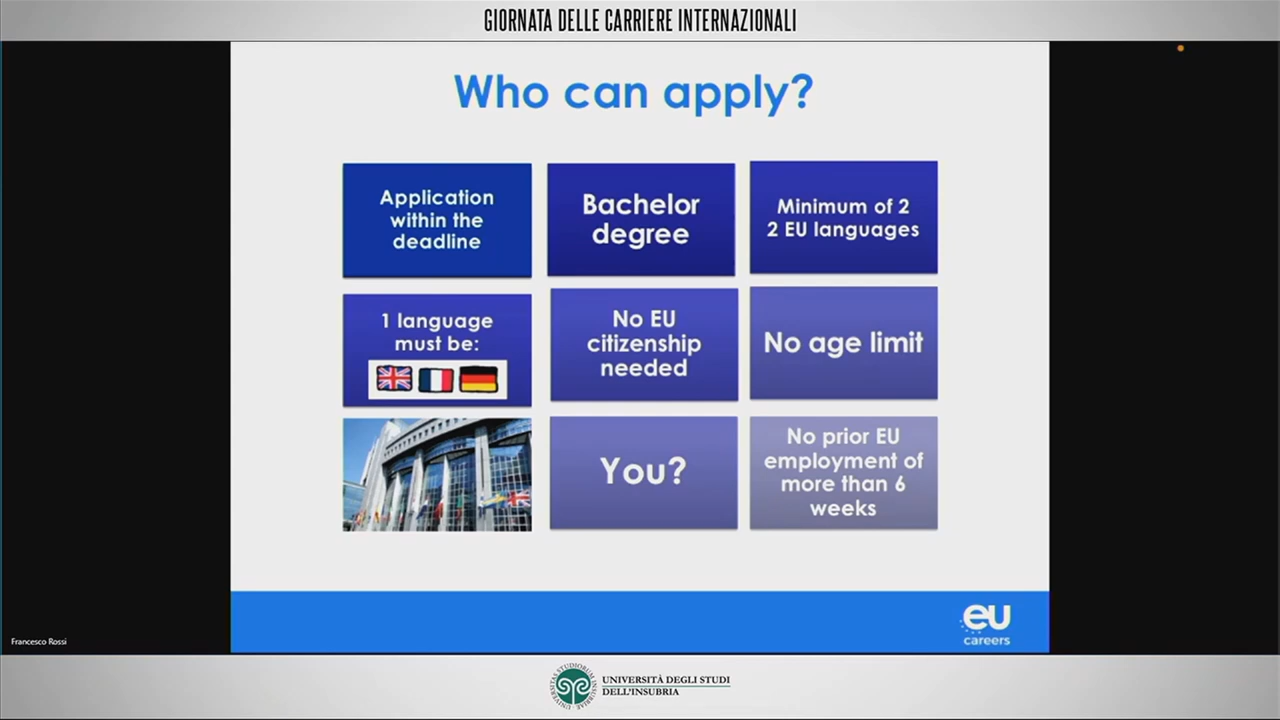 GIORNATA DELLE CARRIERE INTERNAZIONALI
Who can apply?
Application
within the
deadline
Bachelor
degree
Minimum of 2
2 EU languages
1 language
must be:
No EU
citizenship
needed
No age limit
You?
No prior EU
employment of
more than 6
weeks
eu
careers
Francesco Rossi
UNIVERSITÀ DEGLI STUDI
DELL'INSUBRIA